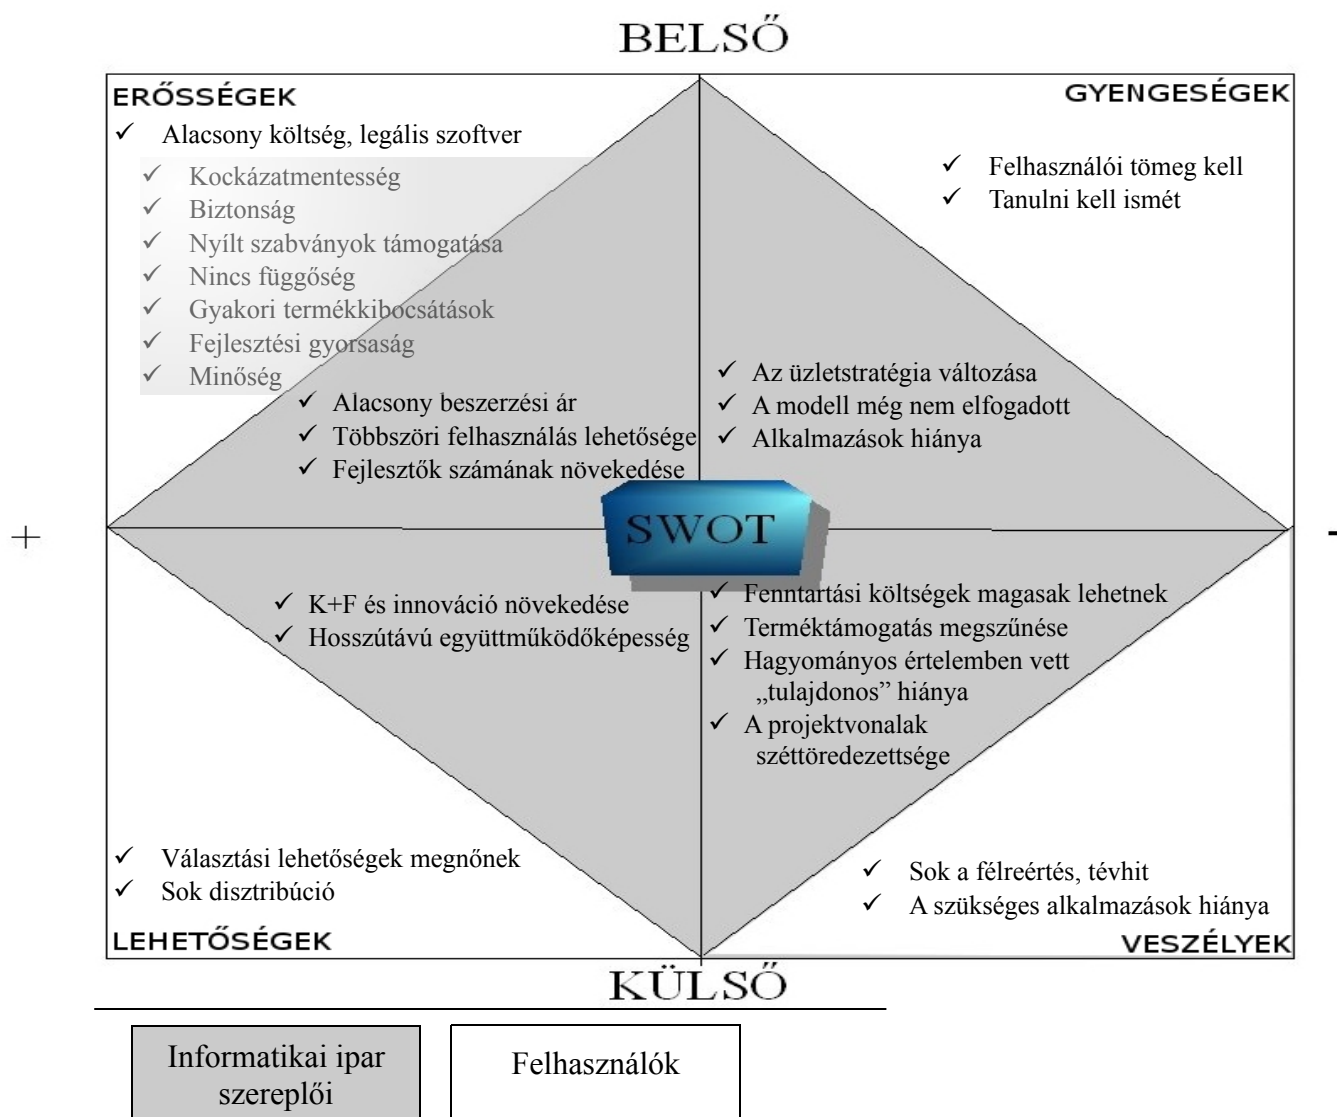 BELSŐ
ERŐSSÉGEK
✓ Alacsony költség, legális szoftver
✓ Kockázatmentesség
✓ Biztonság
✓ Nyílt szabványok támogatása
✓ Nincs függőség
✓ Gyakori termékkibocsátások
✓ Fejlesztési gyorsaság
✓ Minőség
✓ Alacsony beszerzési ár
✓ Többszöri felhasználás lehetősége
✓ Fejlesztők számának növekedése
GYENGESÉGEK
✓ Felhasználói tömeg kell
✓ Tanulni kell ismét
✓ Az üzletstratégia változása
✓ A modell még nem elfogadott
✓ Alkalmazások hiánya
+
SWOT
-
✓ K+F és innováció növekedése
✓ Hosszútávú együttműködőképesség
✓ Választási lehetőségek megnőnek
✓ Sok disztribúció
LEHETŐSÉGEK
✓ Fenntartási költségek magasak lehetnek
✓ Terméktámogatás megszűnése
✓ Hagyományos értelemben vett
„tulajdonos” hiánya
✓ A projektvonalak
széttöredezettsége
✓ Sok a félreértés, tévhit
✓ A szükséges alkalmazások hiánya
VESZÉLYEK
KÜLSŐ
Informatikai ipar
szereplői
Felhasználók